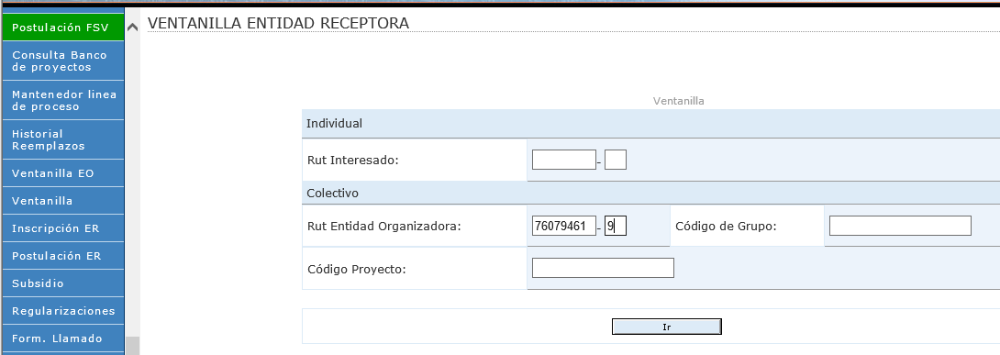 Postulación FSV
Consulta Banco
de proyectos
Mantenedor linea
de proceso
Historial
Reemplazos
Ventanilla EO
Ventanilla
Inscripción ER
Postulación ER
Subsidio
Regularizaciones
Form. Llamado
VENTANILLA ENTIDAD RECEPTORA
Ventanilla
Individual
Rut Interesado: -
Colectivo
Rut Entidad Organizadora: 76079461 - 9 Código de Grupo:
Código Proyecto:
Ir